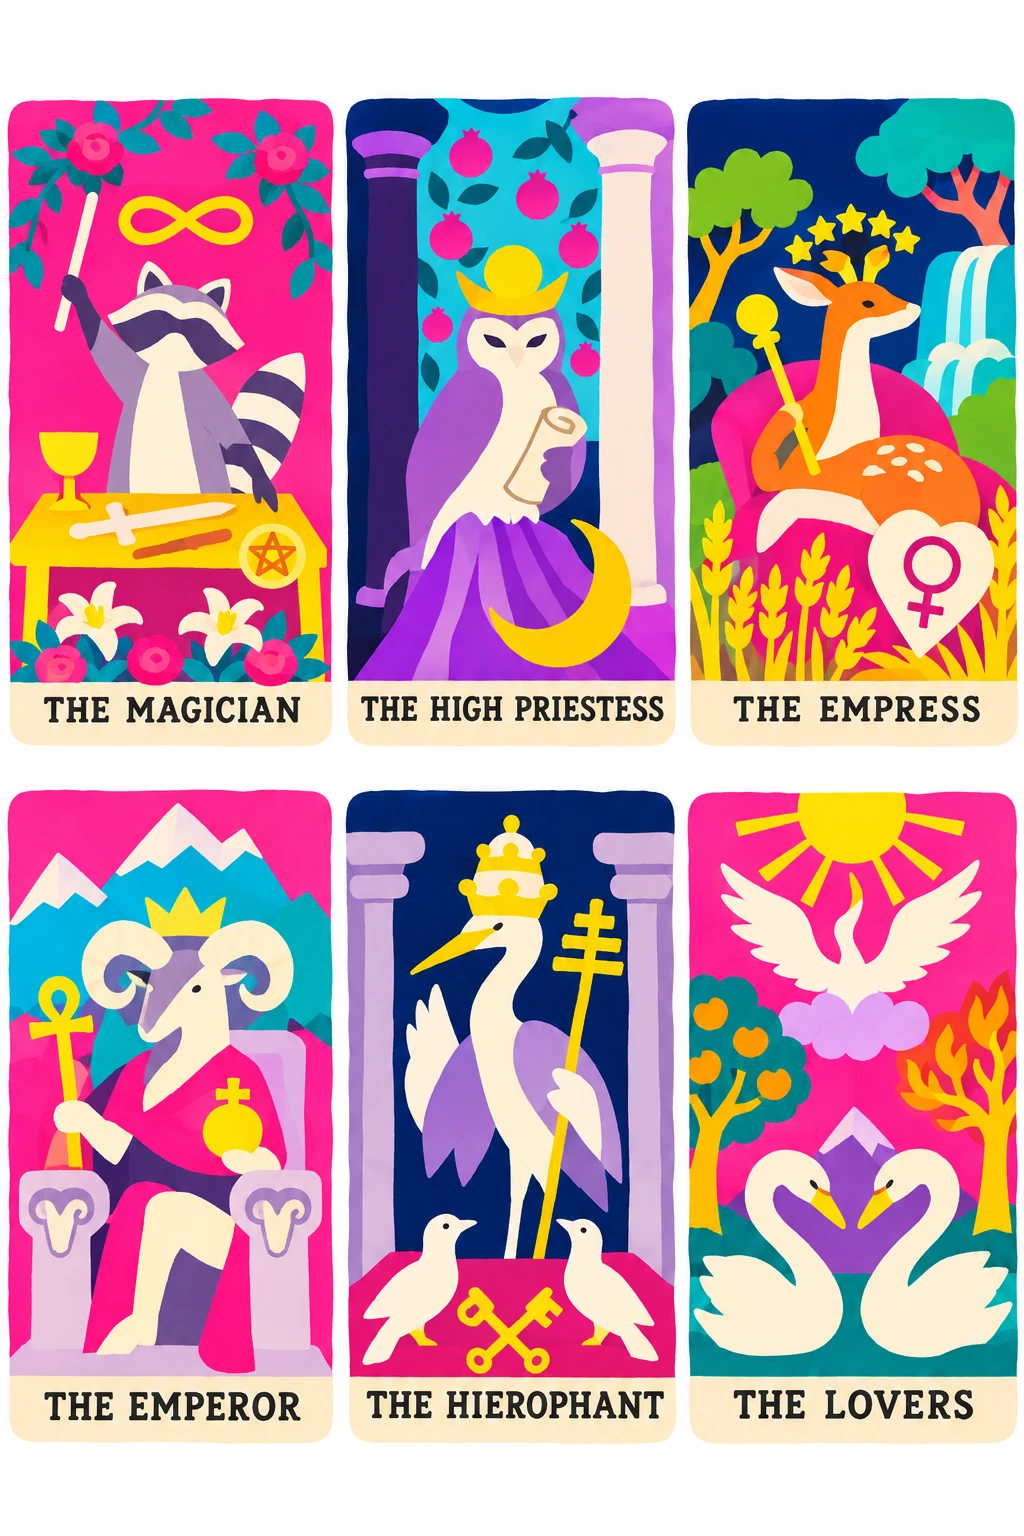 THE MAGICIAN
THE HIGH PRIESTESS
THE EMPRESS
THE EMPEROR
THE HIEROPHANT
THE LOVERS